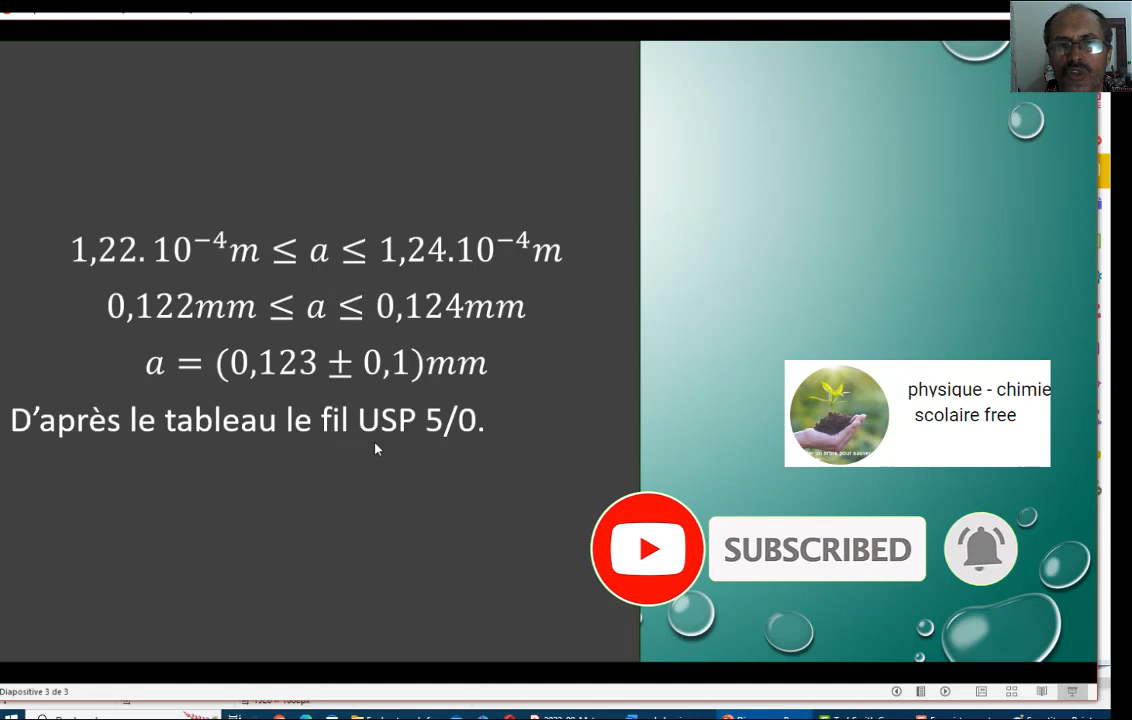 1,22. 10⁻⁴m ≤ a ≤ 1,24.10⁻⁴m
0,122mm ≤ a ≤ 0,124mm
a = (0,123 ± 0,1)mm
D’après le tableau le fil USP 5/0.
physique - chimie
scolaire free
SUBSCRIBED
Diapositive 3 de 3